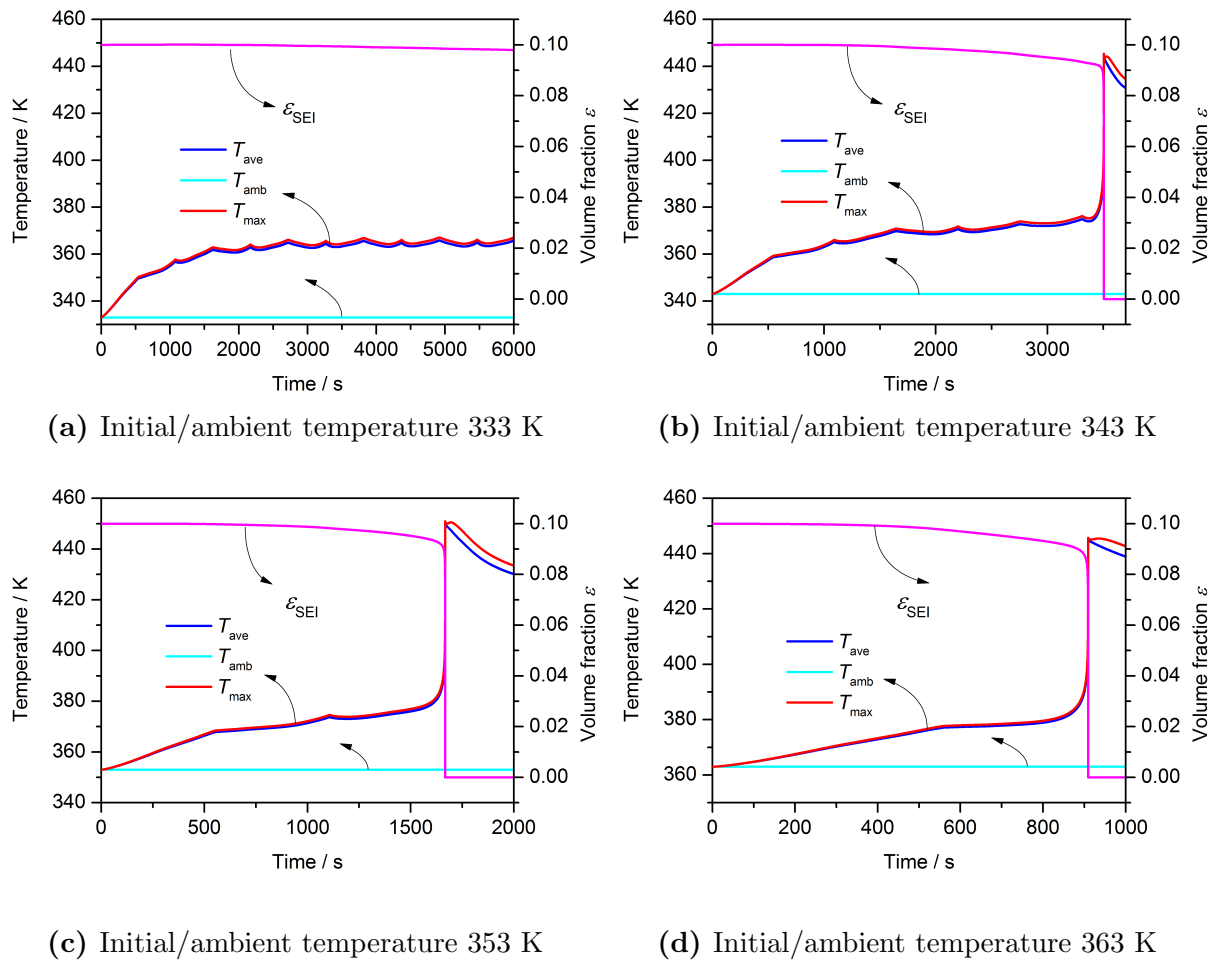 460
440
420
400
380
360
340
Temperature / K
0.10
0.08
0.06
0.04
0.02
0.00
Volume fraction ε
ε_SEI
T_ave
T_amb
T_max
0 1000 2000 3000 4000 5000 6000
Time / s
(a) Initial/ambient temperature 333 K
460
440
420
400
380
360
340
Temperature / K
0.10
0.08
0.06
0.04
0.02
0.00
Volume fraction ε
ε_SEI
T_ave
T_amb
T_max
0 1000 2000 3000
Time / s
(b) Initial/ambient temperature 343 K
460
440
420
400
380
360
340
Temperature / K
0.10
0.08
0.06
0.04
0.02
0.00
Volume fraction ε
ε_SEI
T_ave
T_amb
T_max
0 500 1000 1500 2000
Time / s
(c) Initial/ambient temperature 353 K
460
440
420
400
380
360
Temperature / K
0.10
0.08
0.06
0.04
0.02
0.00
Volume fraction ε
ε_SEI
T_ave
T_amb
T_max
0 200 400 600 800 1000
Time / s
(d) Initial/ambient temperature 363 K